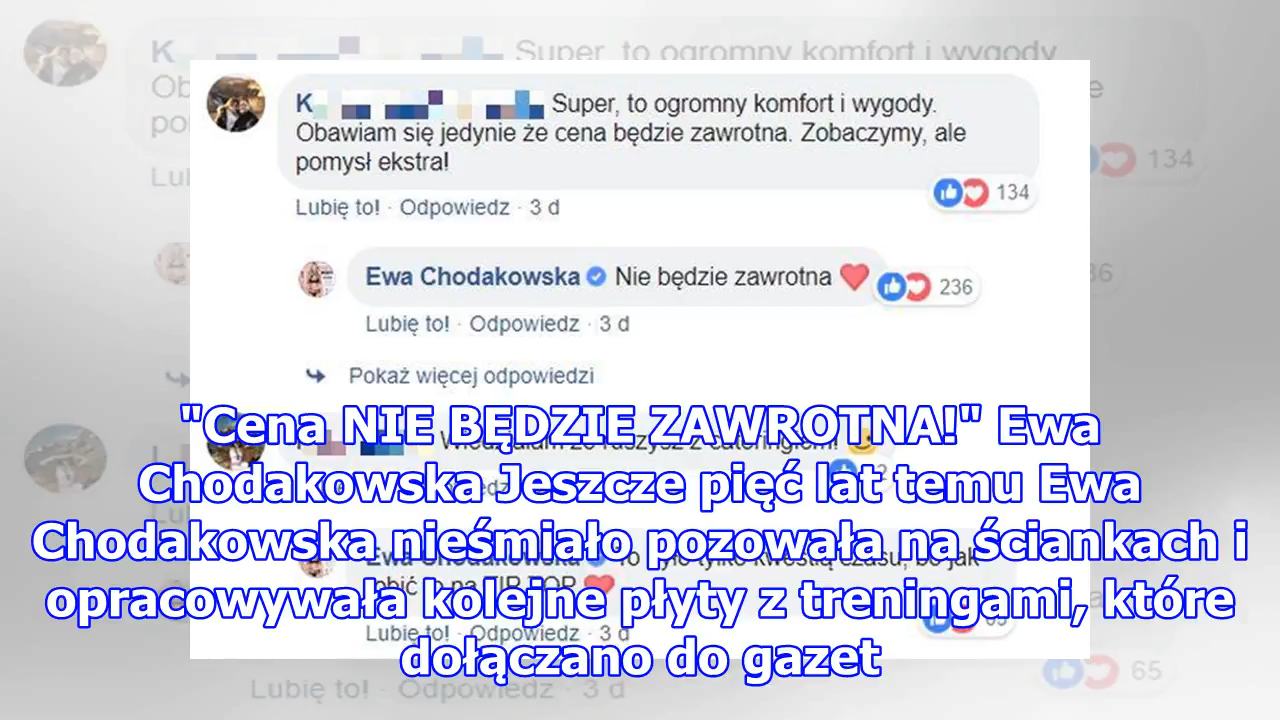 K Super, to ogromny komfort i wygody.
Obawiam się jedynie że cena będzie zawrotna. Zobaczymy, ale
pomysł ekstra!
134
Lubię to! · Odpowiedz · 3 d
Ewa Chodakowska Nie będzie zawrotna
236
Lubię to! · Odpowiedz · 3 d
Pokaż więcej odpowiedzi
"Cena NIE BĘDZIE ZAWROTNA!" Ewa
Chodakowska Jeszcze pięć lat temu Ewa
Chodakowska nieśmiało pozowała na ściankach i
opracowywała kolejne płyty z treningami, które
dołączano do gazet
Lubię to! · Odpowiedz · 3 d
65
Lubię to! · Odpowiedz · 3 d